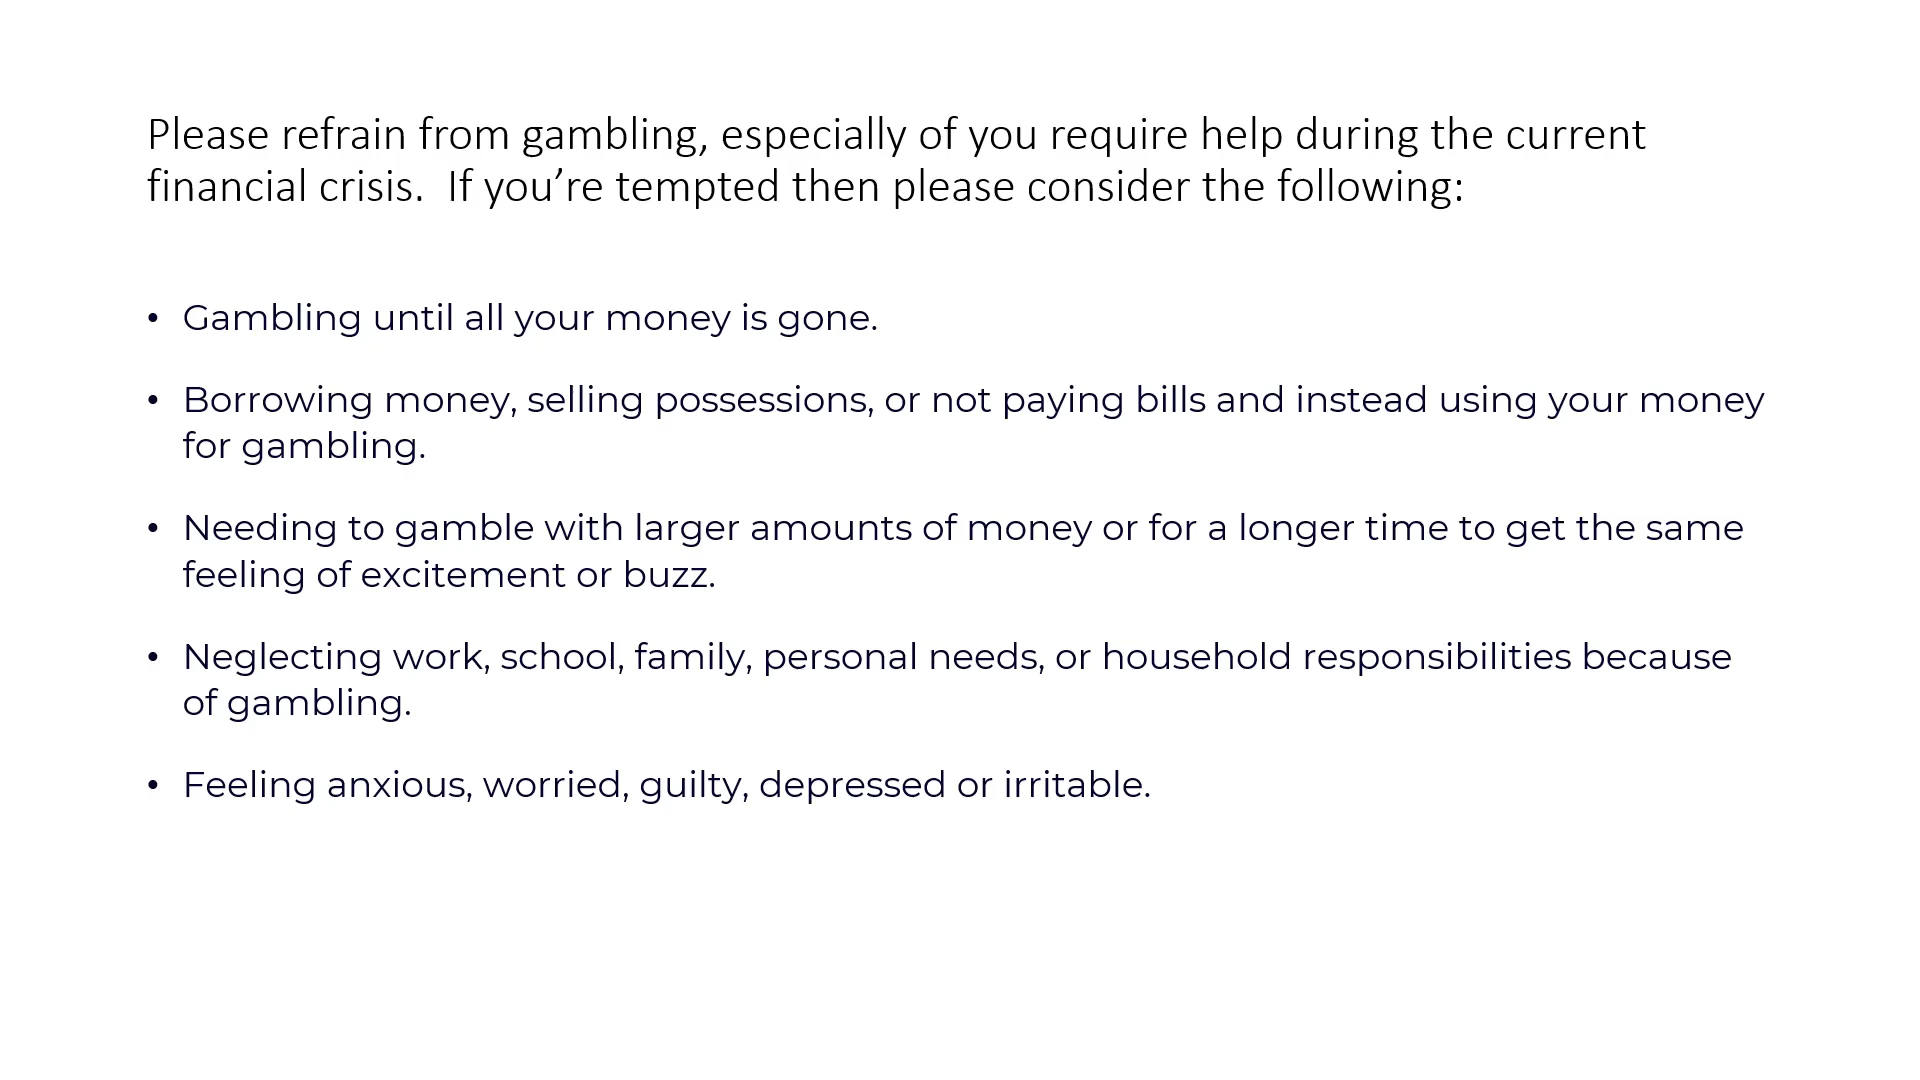 Please refrain from gambling, especially of you require help during the current
financial crisis.  If you’re tempted then please consider the following:
• Gambling until all your money is gone.
• Borrowing money, selling possessions, or not paying bills and instead using your money
for gambling.
• Needing to gamble with larger amounts of money or for a longer time to get the same
feeling of excitement or buzz.
• Neglecting work, school, family, personal needs, or household responsibilities because
of gambling.
• Feeling anxious, worried, guilty, depressed or irritable.